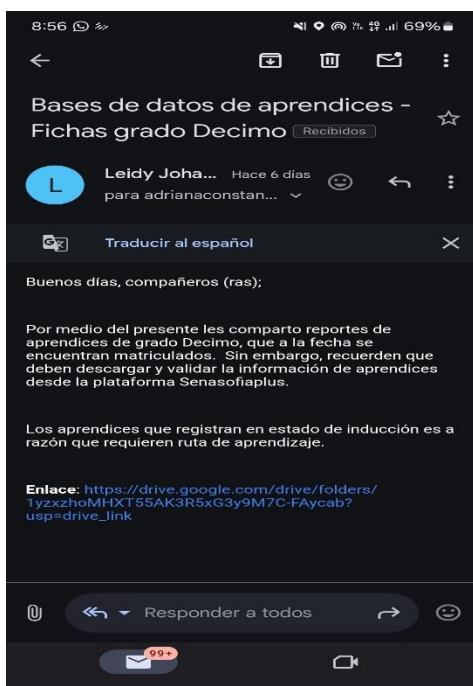 8:56
69%
Bases de datos de aprendices -
Fichas grado Decimo Recibidos
L
Leidy Joha... Hace 6 días
para adrianaconstan...
Traducir al español
Buenos días, compañeros (ras);
Por medio del presente les comparto reportes de
aprendices de grado Decimo, que a la fecha se
encuentran matriculados. Sin embargo, recuerden que
deben descargar y validar la información de aprendices
desde la plataforma Senasofiaplus.
Los aprendices que registran en estado de inducción es a
razón que requieren ruta de aprendizaje.
Enlace: https://drive.google.com/drive/folders/
1yzxzhoMHXT55AK3R5xG3y9M7C-FAycab?
usp=drive_link
Responder a todos
99+